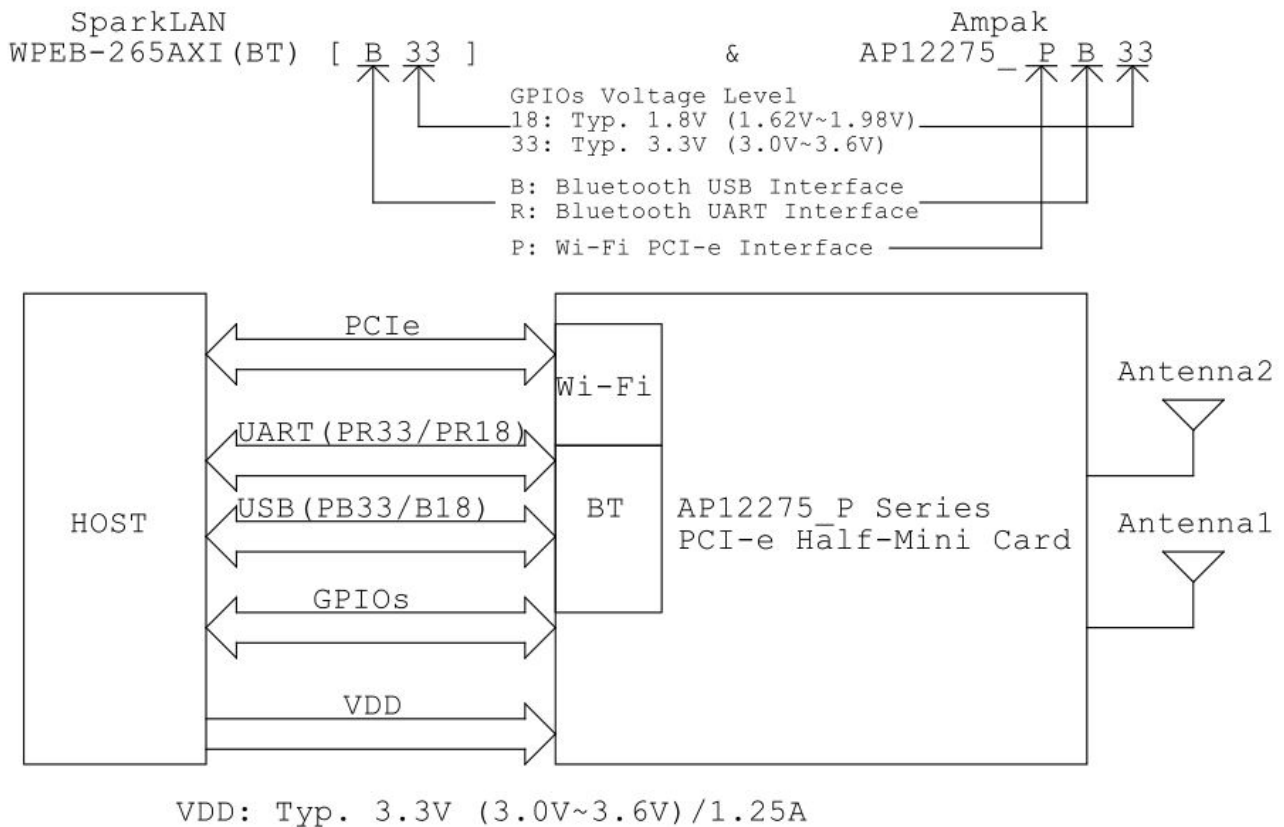 SparkLAN Ampak
WPEB-265AXI(BT) [ B 33 ] & AP12275_ P B 33
GPIOs Voltage Level
18: Typ. 1.8V (1.62V~1.98V)
33: Typ. 3.3V (3.0V~3.6V)
B: Bluetooth USB Interface
R: Bluetooth UART Interface
P: Wi-Fi PCI-e Interface
PCIe
Wi-Fi
Antenna2
UART(PR33/PR18)
USB(PB33/B18)
HOST
BT
AP12275_P Series
PCI-e Half-Mini Card
Antenna1
GPIOs
VDD
VDD: Typ. 3.3V (3.0V~3.6V)/1.25A